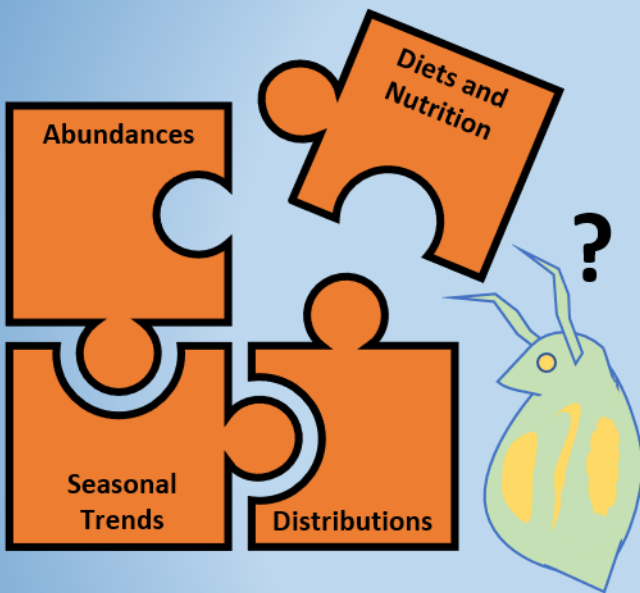 Diets and
Nutrition
Abundances
?
Seasonal
Trends
Distributions